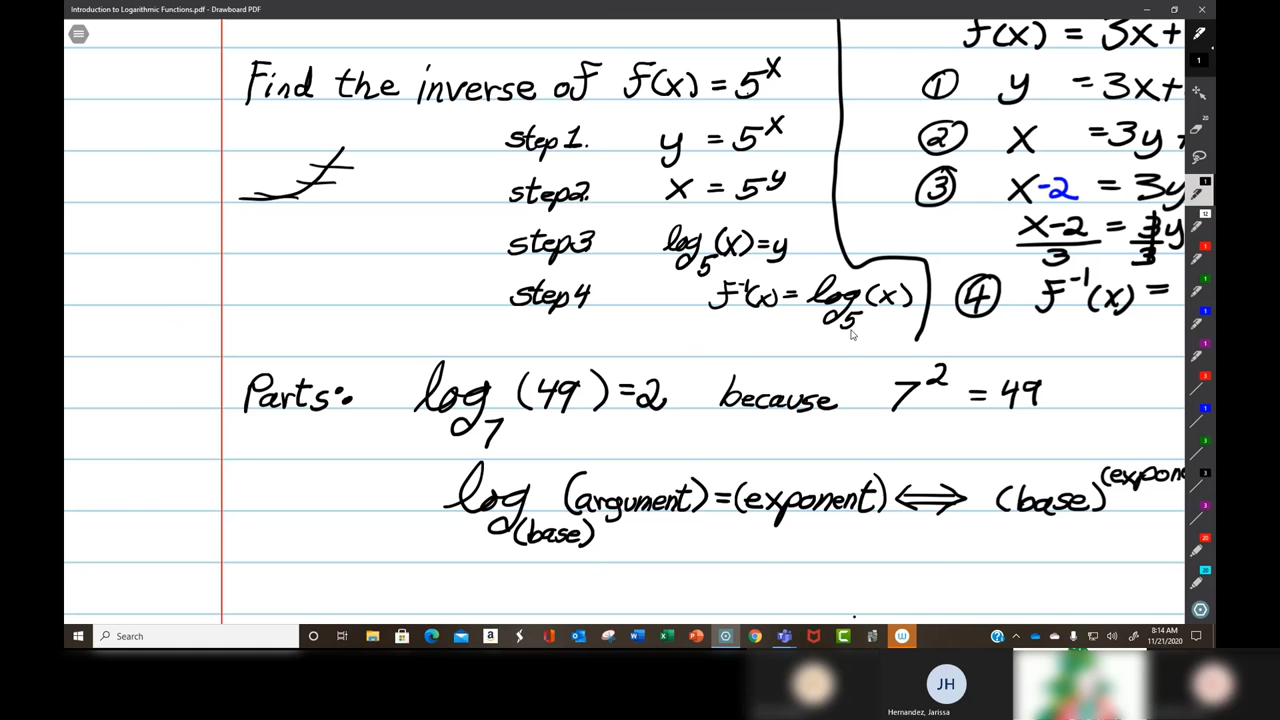 Introduction to Logarithmic Functions.pdf - Drawboard PDF
Find the inverse of f(x) = 5^x
step 1. y = 5^x
step 2. x = 5^y
step 3 log_5 (x) = y
step 4 f^-1(x) = log_5 (x)
f(x) = 3x+
① y = 3x+
② x = 3y +
③ x-2 = 3y
x-2/3 = 3y/3
④ f^-1(x) =
Parts: log_7 (49) = 2 because 7^2 = 49
log_(base) (argument) = (exponent) ⟺ (base)^(expon
Search
8:14 AM
11/21/2020
JH
Hernandez, Jarissa